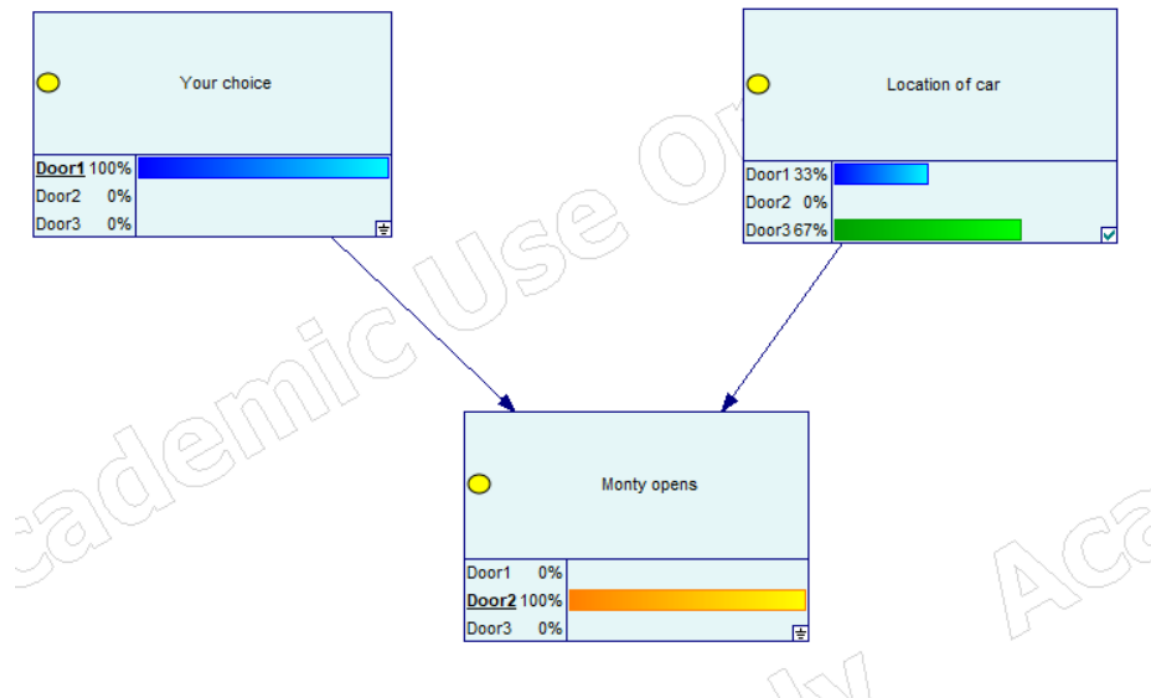 Your choice
Door1 100%
Door2 0%
Door3 0%
Location of car
Door1 33%
Door2 0%
Door3 67%
Monty opens
Door1 0%
Door2 100%
Door3 0%
Academic Use Only